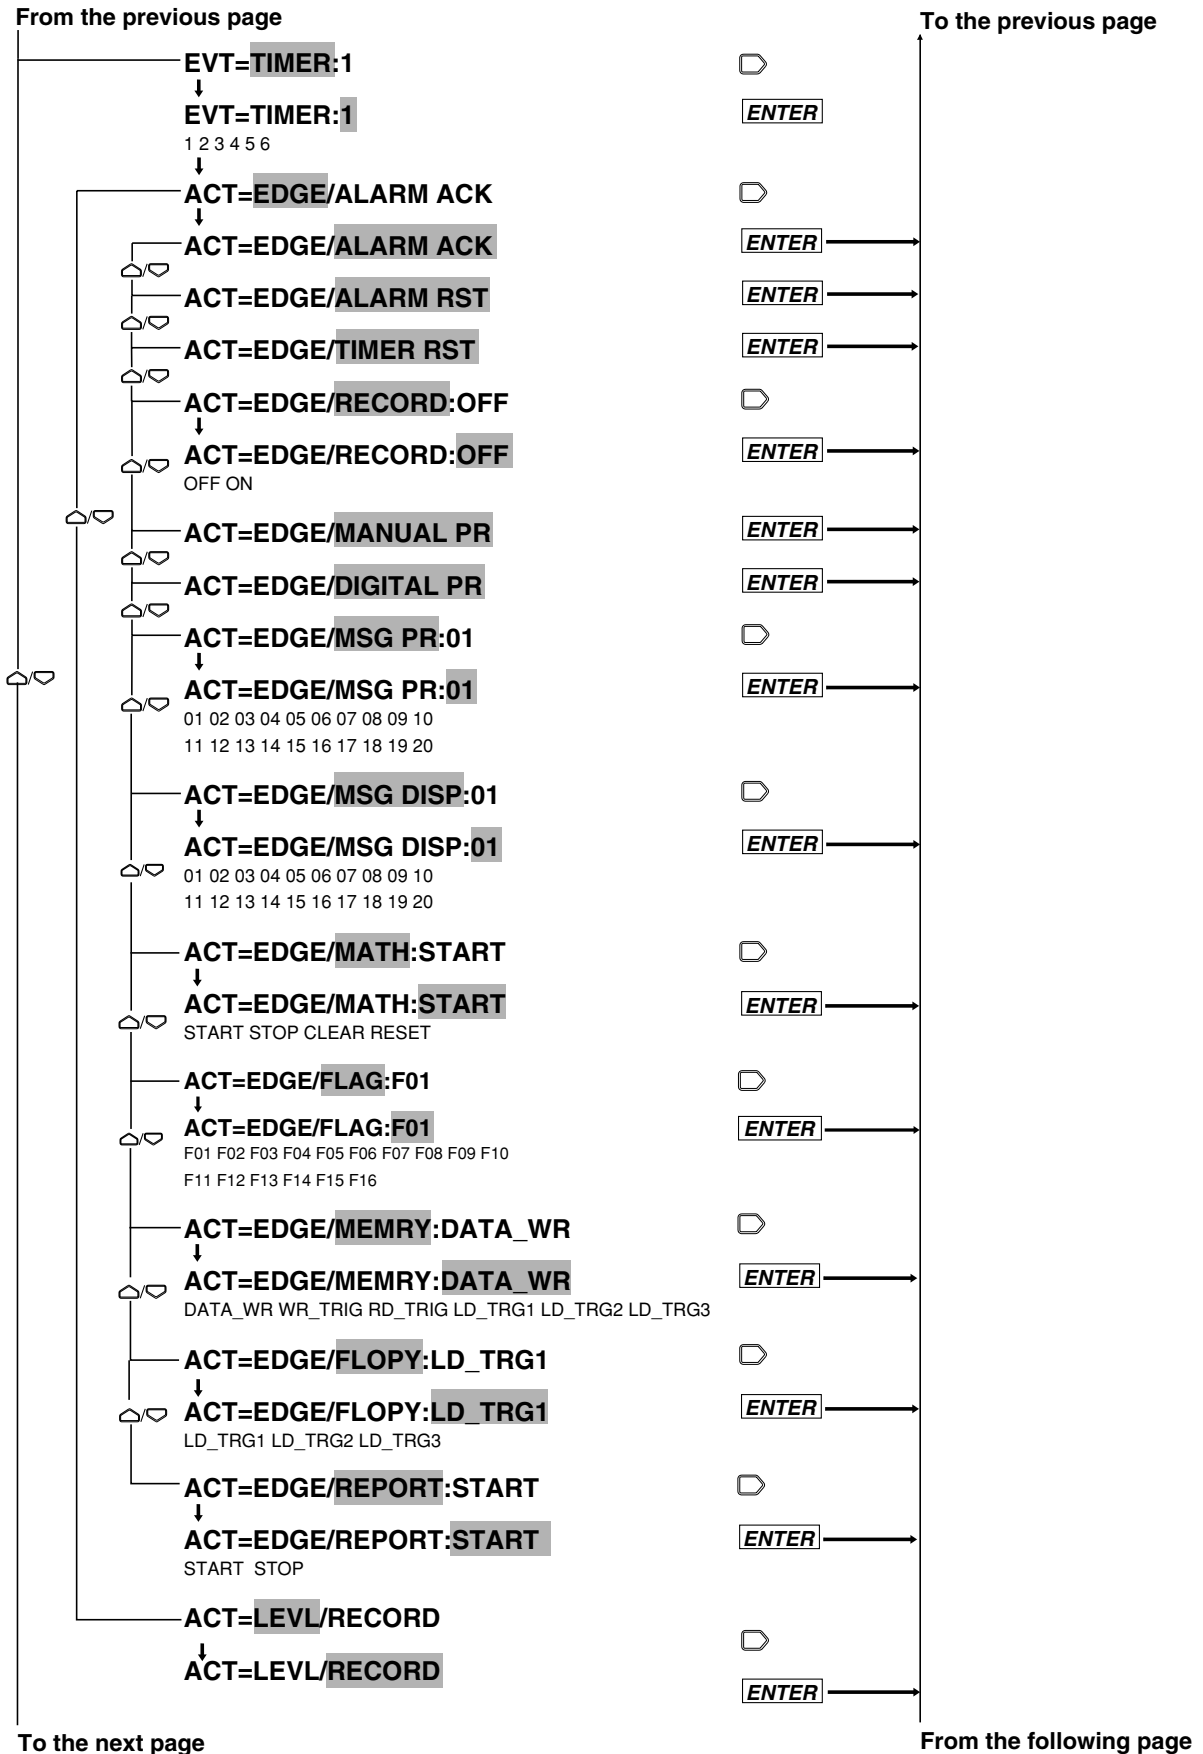 From the previous page
To the previous page
EVT=TIMER:1
EVT=TIMER:1 ENTER
1 2 3 4 5 6
ACT=EDGE/ALARM ACK
ACT=EDGE/ALARM ACK ENTER
/
ACT=EDGE/ALARM RST ENTER
/
ACT=EDGE/TIMER RST ENTER
/
ACT=EDGE/RECORD:OFF
/ ACT=EDGE/RECORD:OFF ENTER
OFF ON
/
ACT=EDGE/MANUAL PR ENTER
/
ACT=EDGE/DIGITAL PR ENTER
/
ACT=EDGE/MSG PR:01
/
/ ACT=EDGE/MSG PR:01 ENTER
01 02 03 04 05 06 07 08 09 10
11 12 13 14 15 16 17 18 19 20
ACT=EDGE/MSG DISP:01
ACT=EDGE/MSG DISP:01 ENTER
/ 01 02 03 04 05 06 07 08 09 10
11 12 13 14 15 16 17 18 19 20
ACT=EDGE/MATH:START
ACT=EDGE/MATH:START ENTER
/ START STOP CLEAR RESET
ACT=EDGE/FLAG:F01
/ ACT=EDGE/FLAG:F01 ENTER
F01 F02 F03 F04 F05 F06 F07 F08 F09 F10
F11 F12 F13 F14 F15 F16
ACT=EDGE/MEMRY:DATA_WR
/ ACT=EDGE/MEMRY:DATA_WR ENTER
DATA_WR WR_TRIG RD_TRIG LD_TRG1 LD_TRG2 LD_TRG3
ACT=EDGE/FLOPY:LD_TRG1
/ ACT=EDGE/FLOPY:LD_TRG1 ENTER
LD_TRG1 LD_TRG2 LD_TRG3
ACT=EDGE/REPORT:START
ACT=EDGE/REPORT:START ENTER
START STOP
ACT=LEVL/RECORD
ACT=LEVL/RECORD ENTER
To the next page
From the following page